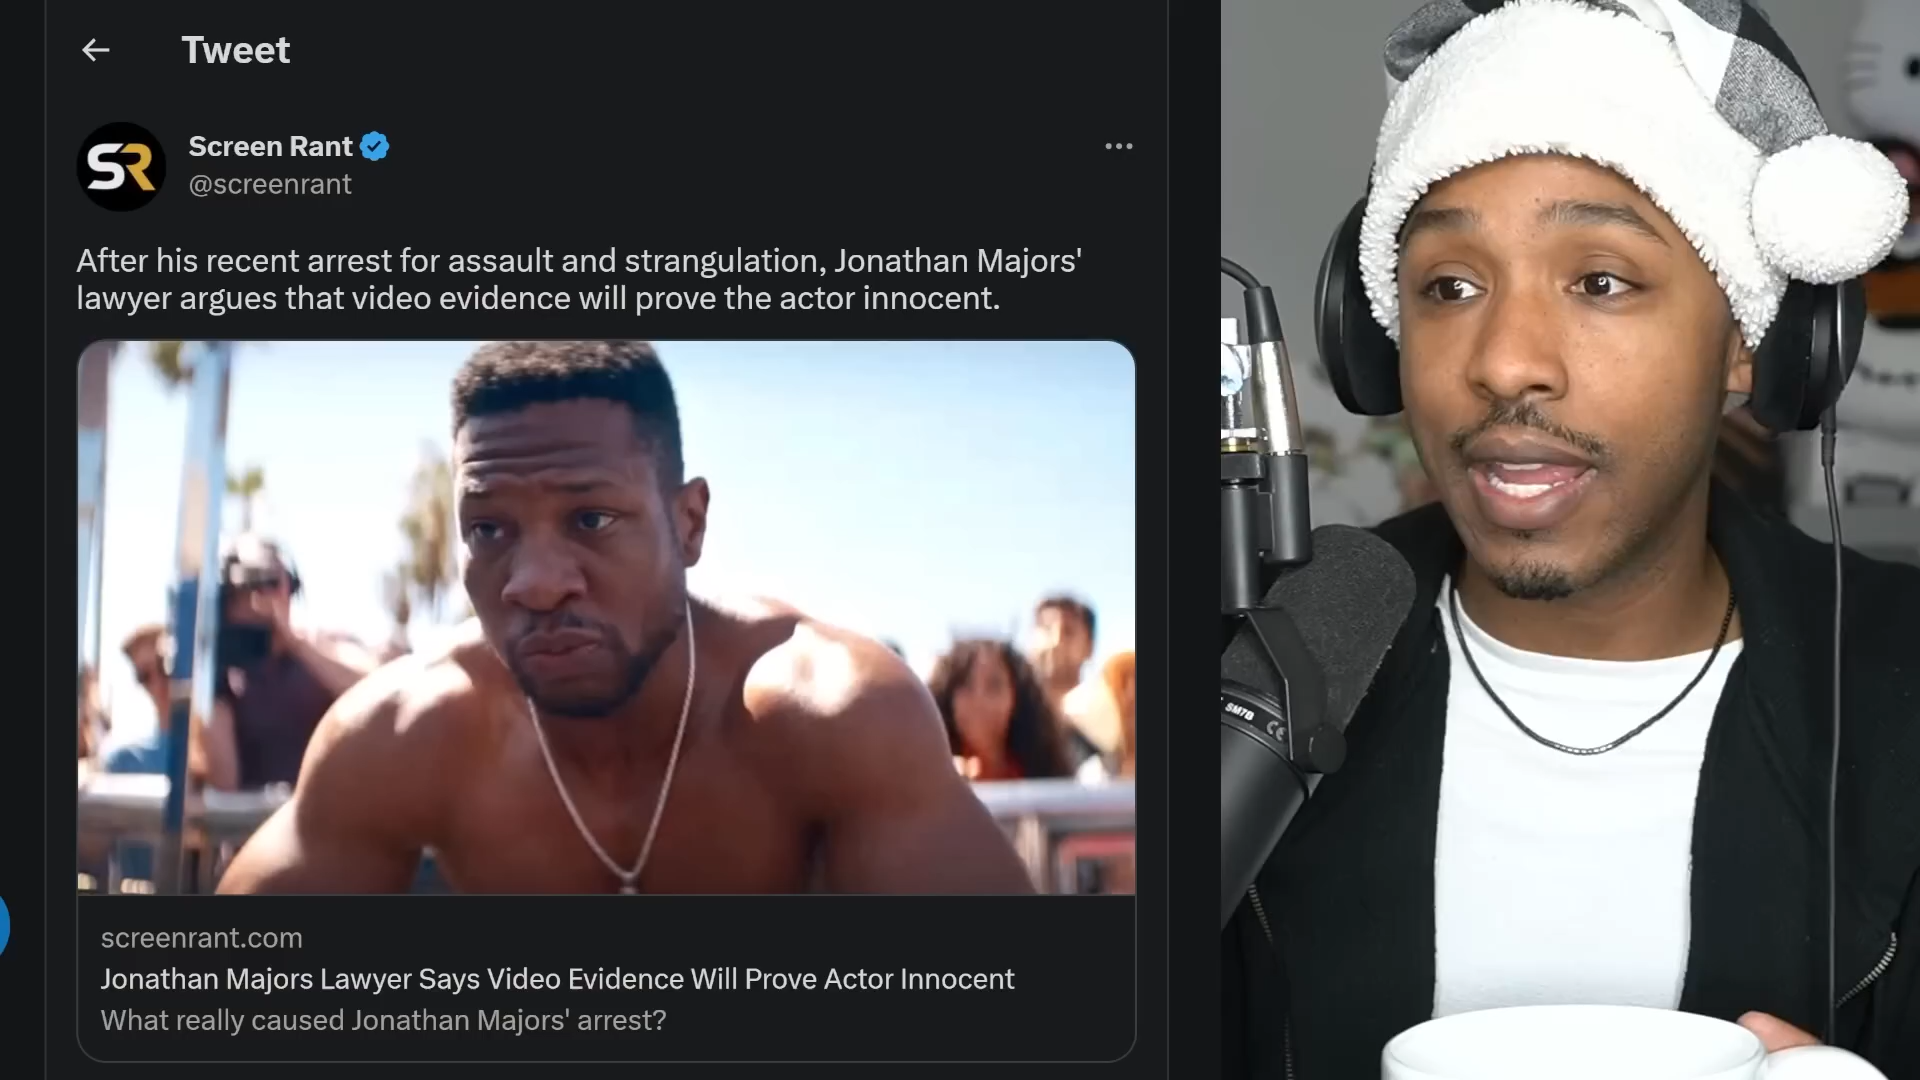 Tweet
SR
Screen Rant
@screenrant
After his recent arrest for assault and strangulation, Jonathan Majors'
lawyer argues that video evidence will prove the actor innocent.
screenrant.com
Jonathan Majors Lawyer Says Video Evidence Will Prove Actor Innocent
What really caused Jonathan Majors' arrest?
SM7B
CE